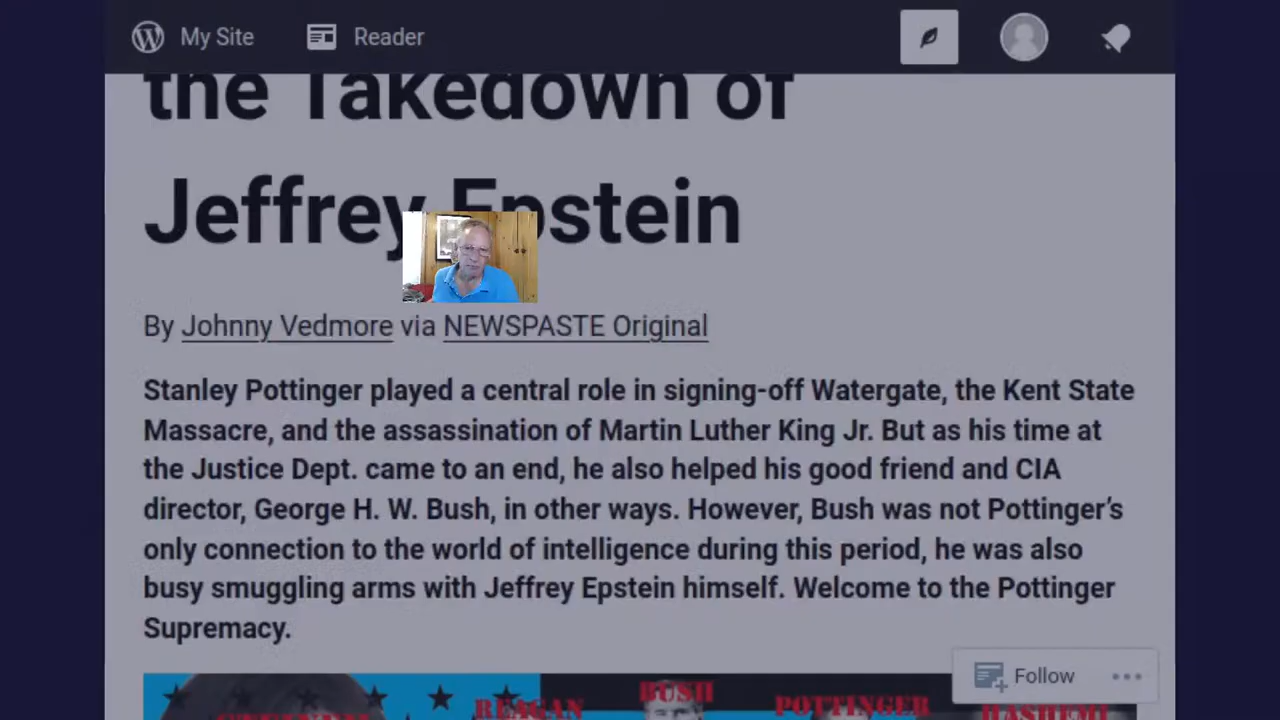 My Site
Reader
the Takedown of
Jeffrey Epstein
By Johnny Vedmore via NEWSPASTE Original
Stanley Pottinger played a central role in signing-off Watergate, the Kent State
Massacre, and the assassination of Martin Luther King Jr. But as his time at
the Justice Dept. came to an end, he also helped his good friend and CIA
director, George H. W. Bush, in other ways. However, Bush was not Pottinger’s
only connection to the world of intelligence during this period, he was also
busy smuggling arms with Jeffrey Epstein himself. Welcome to the Pottinger
Supremacy.
Follow
STEINEM
REAGAN
BUSH
POTTINGER
HASHEMI